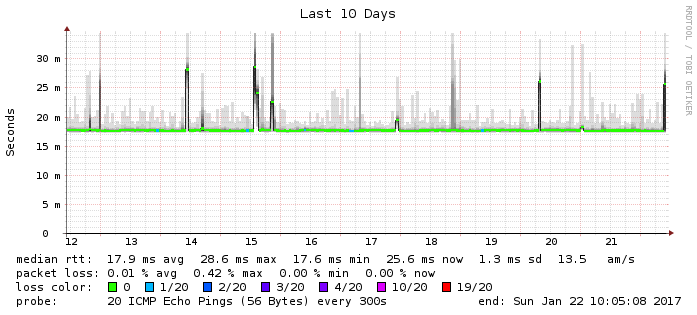 Last 10 Days
RRDTOOL / TOBI OETIKER
Seconds
30 m
25 m
20 m
15 m
10 m
5 m
0
12 13 14 15 16 17 18 19 20 21
median rtt: 17.9 ms avg 28.6 ms max 17.6 ms min 25.6 ms now 1.3 ms sd 13.5 am/s
packet loss: 0.01 % avg 0.42 % max 0.00 % min 0.00 % now
loss color: 0 1/20 2/20 3/20 4/20 10/20 19/20
probe: 20 ICMP Echo Pings (56 Bytes) every 300s end: Sun Jan 22 10:05:08 2017